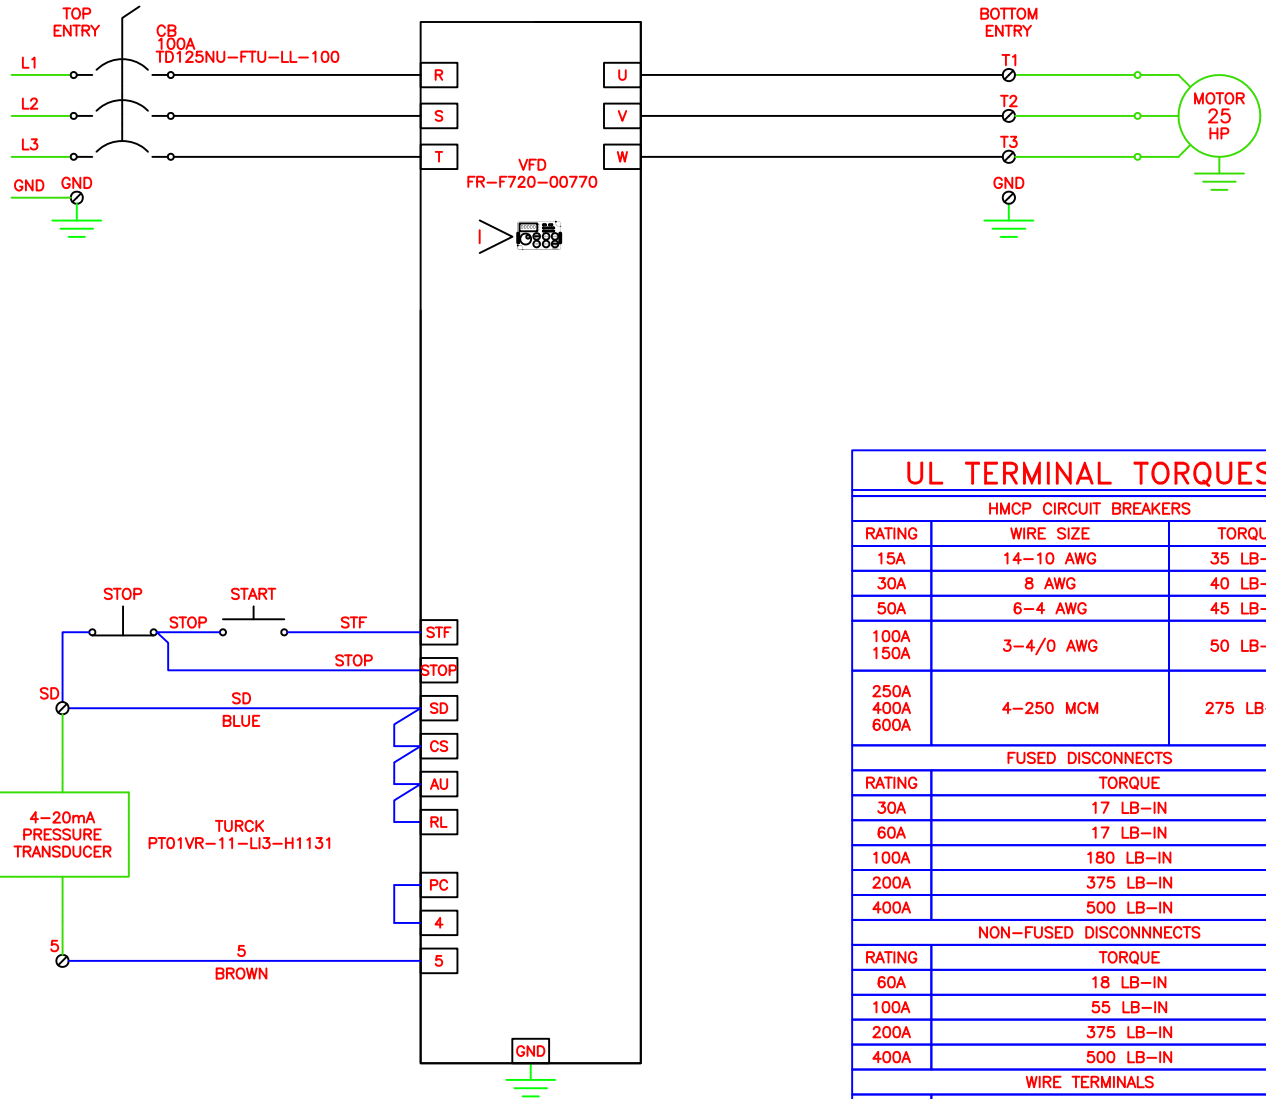 TOP
ENTRY
CB
100A
TD125NU-FTU-LL-100
L1
L2
L3
GND
GND
R
S
T
U
V
W
VFD
FR-F720-00770
BOTTOM
ENTRY
T1
T2
T3
GND
MOTOR
25
HP
STOP
START
STOP
STF
STOP
SD
SD
BLUE
STF
STOP
SD
CS
AU
RL
PC
4
5
4-20mA
PRESSURE
TRANSDUCER
TURCK
PT01VR-11-LI3-H1131
5
5
BROWN
GND
UL TERMINAL TORQUES
HMCP CIRCUIT BREAKERS
RATING WIRE SIZE TORQU
15A 14-10 AWG 35 LB-
30A 8 AWG 40 LB-
50A 6-4 AWG 45 LB-
100A
150A
3-4/0 AWG 50 LB-
250A
400A
600A
4-250 MCM 275 LB-
FUSED DISCONNECTS
RATING TORQUE
30A 17 LB-IN
60A 17 LB-IN
100A 180 LB-IN
200A 375 LB-IN
400A 500 LB-IN
NON-FUSED DISCONNNECTS
RATING TORQUE
60A 18 LB-IN
100A 55 LB-IN
200A 375 LB-IN
400A 500 LB-IN
WIRE TERMINALS